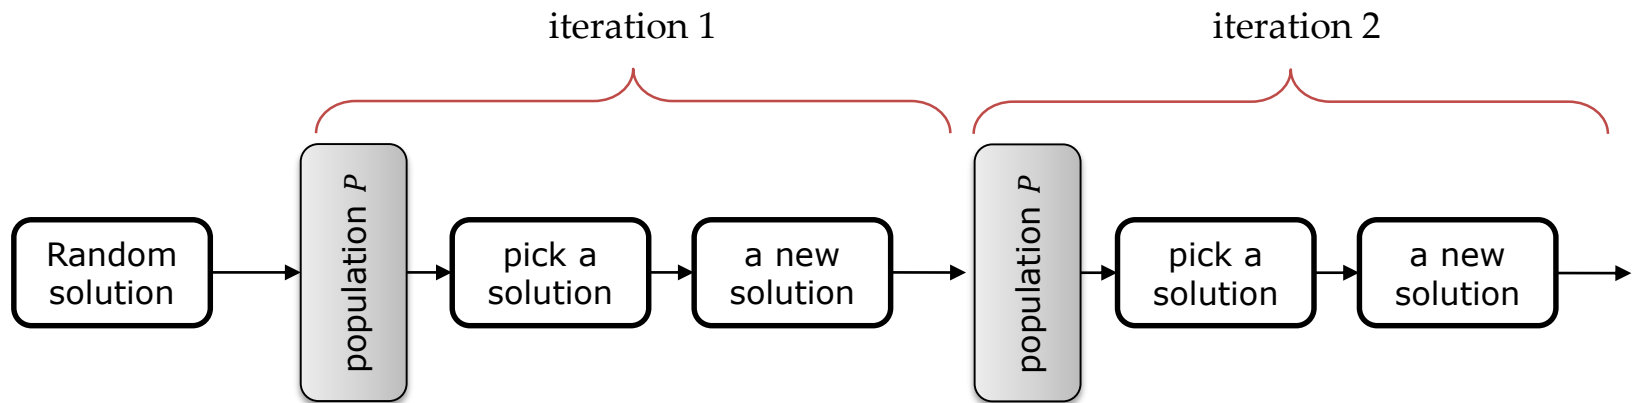 iteration 1
iteration 2
Random
solution
population P
pick a
solution
a new
solution
population P
pick a
solution
a new
solution